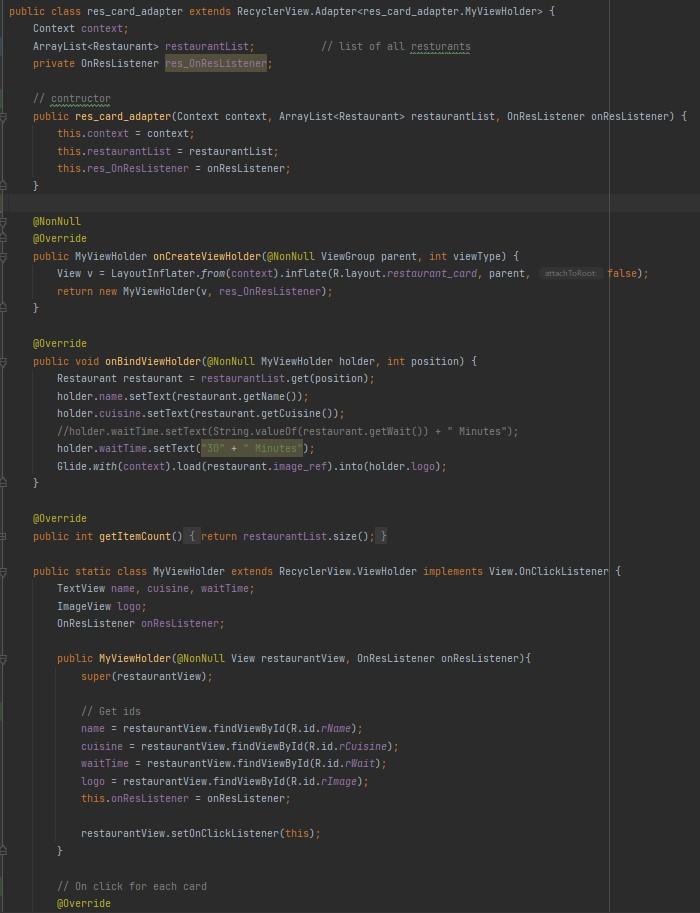 public class res_card_adapter extends RecyclerView.Adapter<res_card_adapter.MyViewHolder> {
Context context;
ArrayList<Restaurant> restaurantList; // list of all resturants
private OnResListener res_OnResListener;
// contructor
public res_card_adapter(Context context, ArrayList<Restaurant> restaurantList, OnResListener onResListener) {
this.context = context;
this.restaurantList = restaurantList;
this.res_OnResListener = onResListener;
}
@NonNull
@Override
public MyViewHolder onCreateViewHolder(@NonNull ViewGroup parent, int viewType) {
View v = LayoutInflater.from(context).inflate(R.layout.restaurant_card, parent, attachToRoot: false);
return new MyViewHolder(v, res_OnResListener);
}
@Override
public void onBindViewHolder(@NonNull MyViewHolder holder, int position) {
Restaurant restaurant = restaurantList.get(position);
holder.name.setText(restaurant.getName());
holder.cuisine.setText(restaurant.getCuisine());
//holder.waitTime.setText(String.valueOf(restaurant.getWait()) + " Minutes");
holder.waitTime.setText("30" + " Minutes");
Glide.with(context).load(restaurant.image_ref).into(holder.logo);
}
@Override
public int getItemCount() { return restaurantList.size(); }
public static class MyViewHolder extends RecyclerView.ViewHolder implements View.OnClickListener {
TextView name, cuisine, waitTime;
ImageView logo;
OnResListener onResListener;
public MyViewHolder(@NonNull View restaurantView, OnResListener onResListener){
super(restaurantView);
// Get ids
name = restaurantView.findViewById(R.id.rName);
cuisine = restaurantView.findViewById(R.id.rCuisine);
waitTime = restaurantView.findViewById(R.id.rWait);
logo = restaurantView.findViewById(R.id.rImage);
this.onResListener = onResListener;
restaurantView.setOnClickListener(this);
}
// On click for each card
@Override